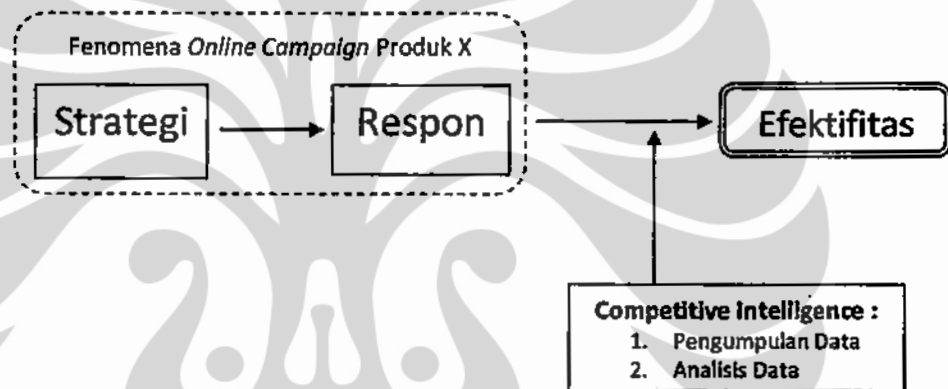 Fenomena Online Campaign Produk X
Strategi
Respon
Efektifitas
Competitive Intelligence :
1. Pengumpulan Data
2. Analisis Data